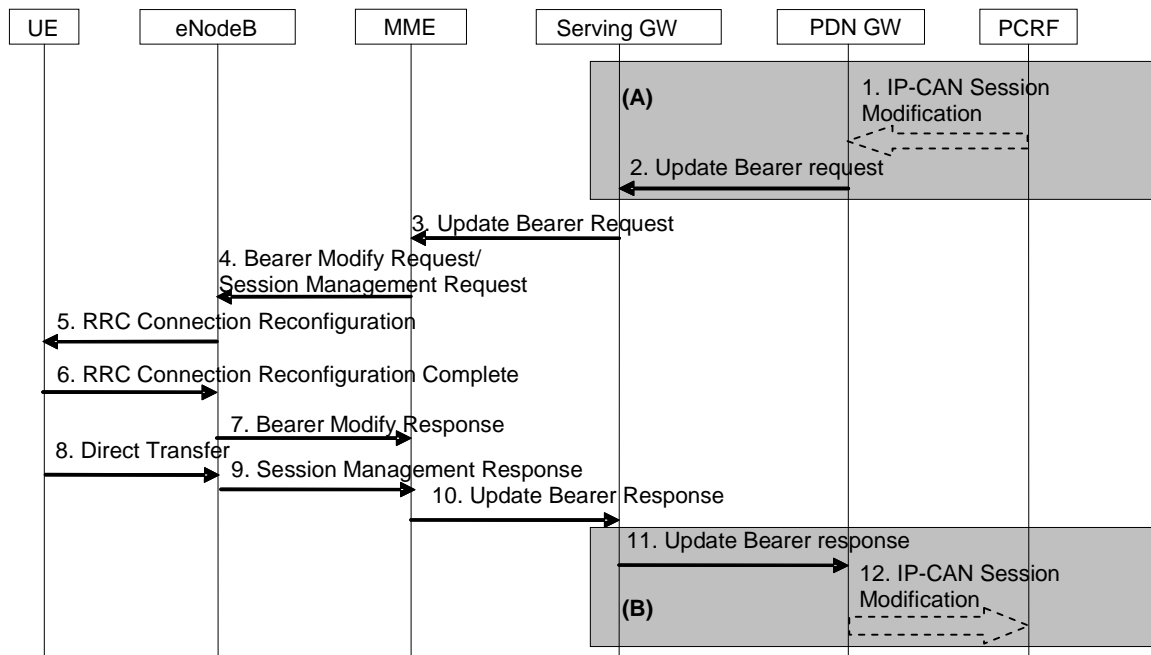 UE
eNodeB
MME
Serving GW
PDN GW
PCRF
(A)
1. IP-CAN Session
Modification
2. Update Bearer request
3. Update Bearer Request
4. Bearer Modify Request/
Session Management Request
5. RRC Connection Reconfiguration
6. RRC Connection Reconfiguration Complete
7. Bearer Modify Response
8. Direct Transfer
9. Session Management Response
10. Update Bearer Response
11. Update Bearer response
12. IP-CAN Session
Modification
(B)